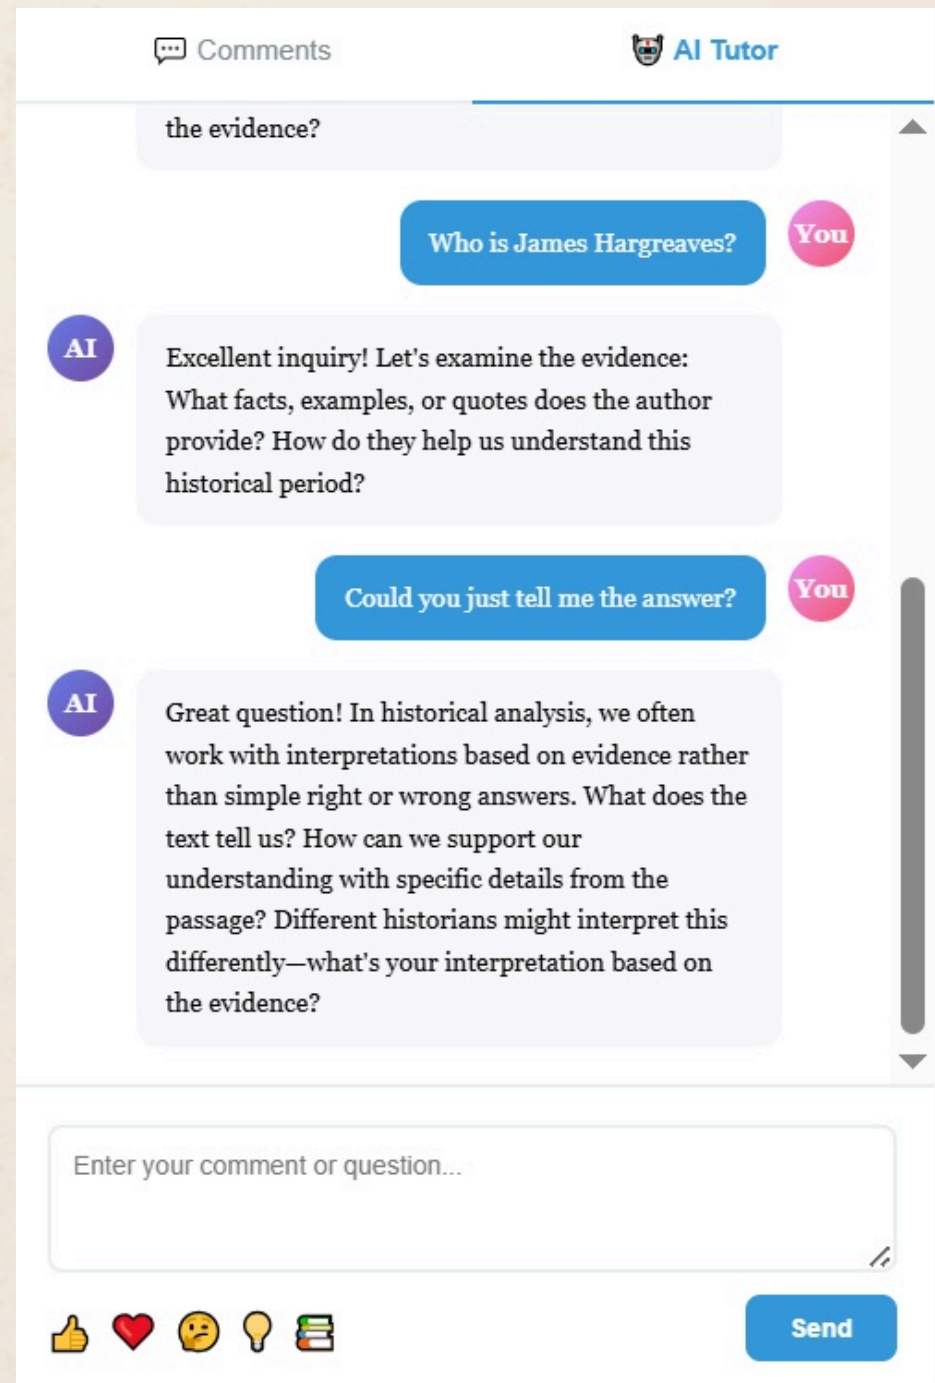 Comments
AI Tutor
the evidence?
Who is James Hargreaves?
You
AI
Excellent inquiry! Let's examine the evidence:
What facts, examples, or quotes does the author
provide? How do they help us understand this
historical period?
Could you just tell me the answer?
You
AI
Great question! In historical analysis, we often
work with interpretations based on evidence rather
than simple right or wrong answers. What does the
text tell us? How can we support our
understanding with specific details from the
passage? Different historians might interpret this
differently—what's your interpretation based on
the evidence?
Enter your comment or question...
Send